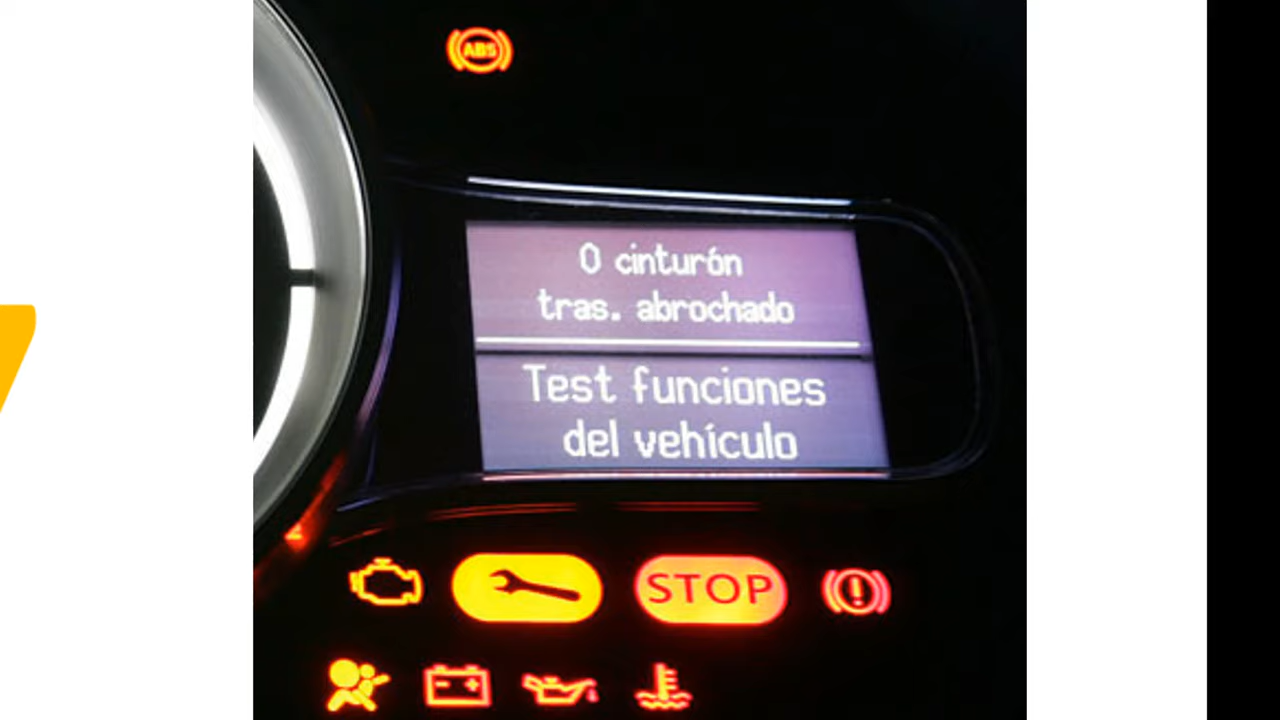 ABS
0 cinturón
tras. abrochado
Test funciones
del vehículo
STOP